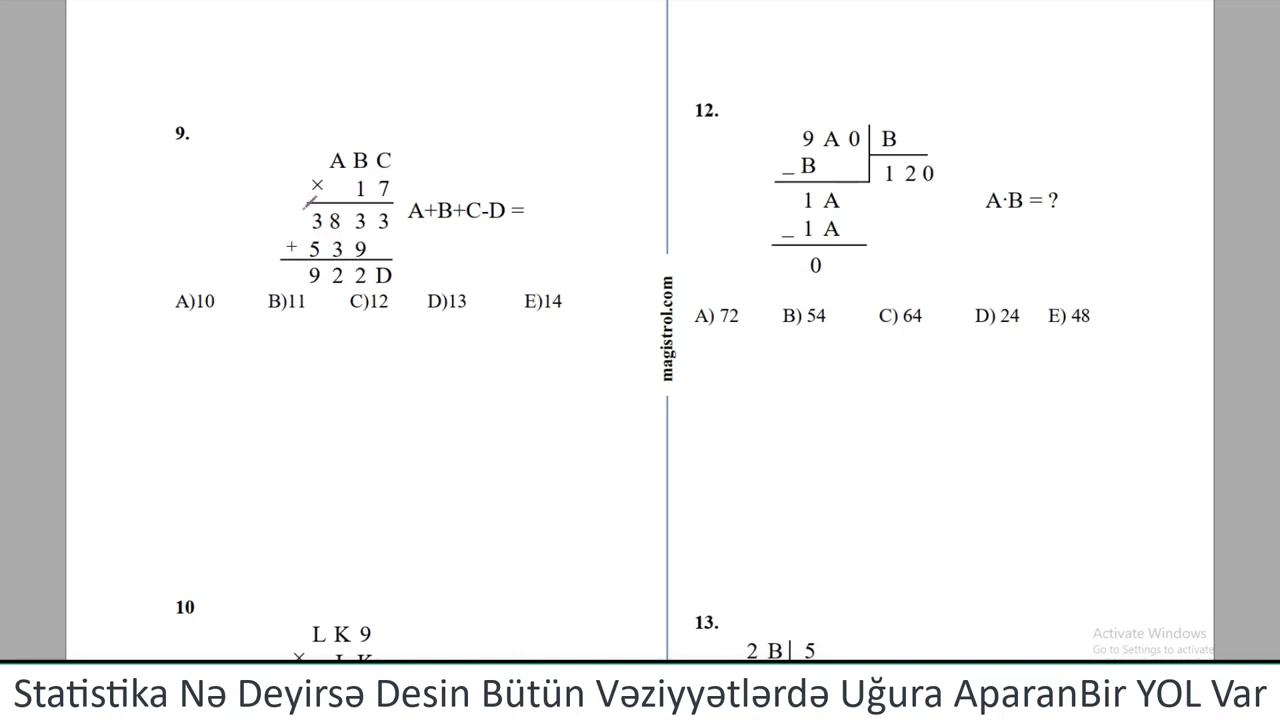 9.
A B C
× 1 7
3 8 3 3 A+B+C-D =
+ 5 3 9
9 2 2 D
A)10 B)11 C)12 D)13 E)14
10
L K 9
×
magistrol.com
12.
9 A 0 B
_ B 1 2 0
1 A A·B = ?
_ 1 A
0
A) 72 B) 54 C) 64 D) 24 E) 48
13.
2 B 5
Activate Windows
Go to Settings to activate
Statistika Nə Deyirsə Desin Bütün Vəziyyətlərdə Uğura AparanBir YOL Var